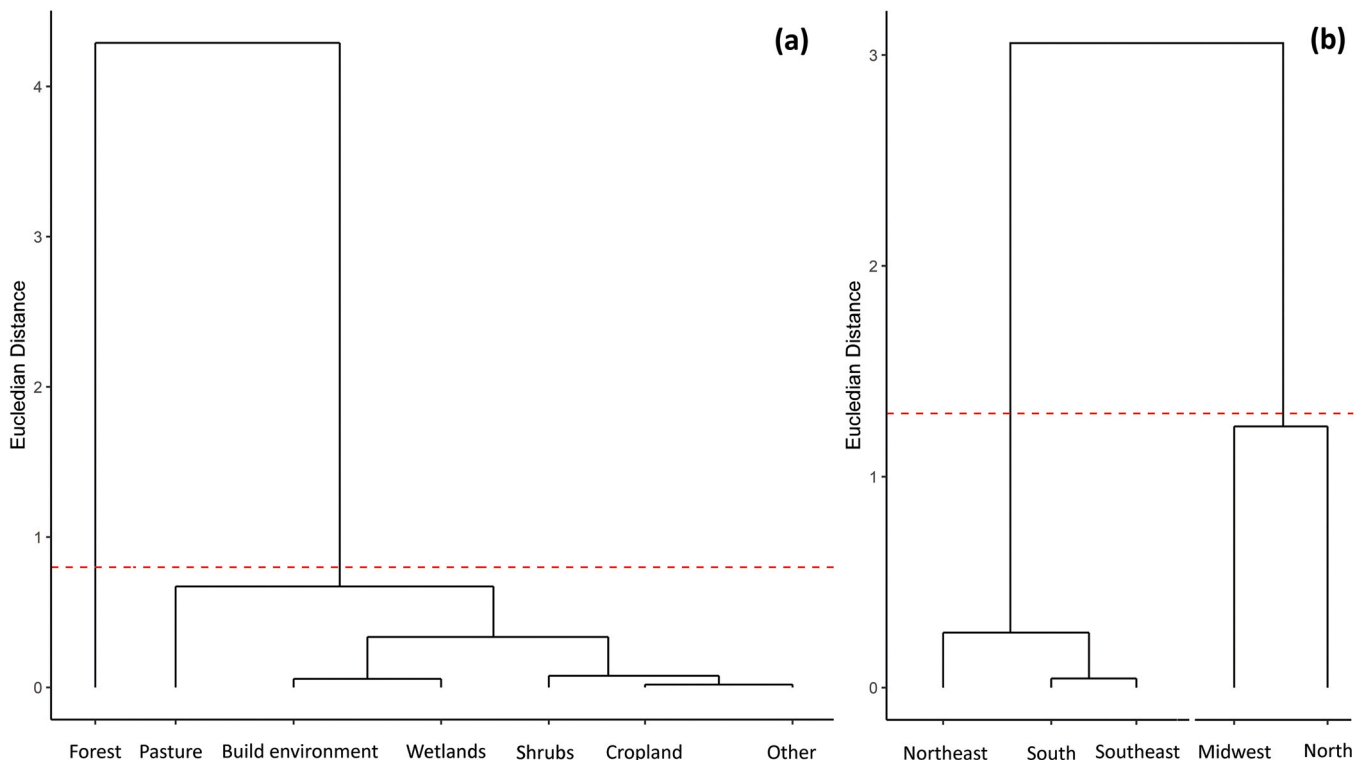 (a)
4
3
2
1
0
Eucledian Distance
Forest Pasture Build environment Wetlands Shrubs Cropland Other
(b)
3
2
1
0
Eucledian Distance
Northeast South Southeast Midwest North